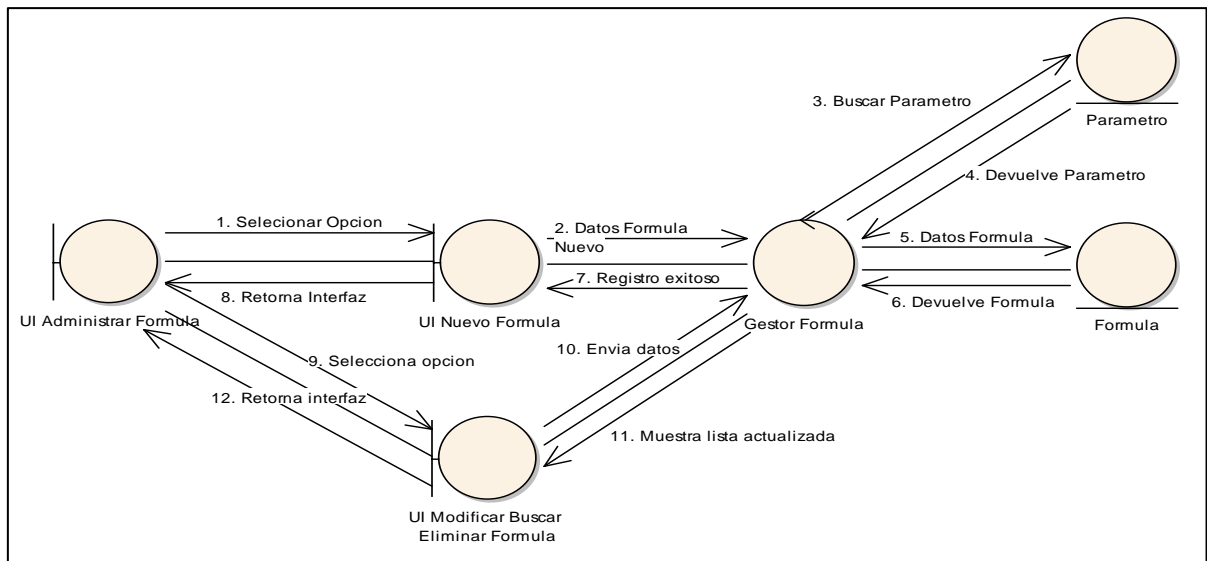 3. Buscar Parametro
Parametro
4. Devuelve Parametro
1. Selecionar Opcion
2. Datos Formula
Nuevo
5. Datos Formula
7. Registro exitoso
8. Retorna Interfaz
6. Devuelve Formula
UI Administrar Formula
UI Nuevo Formula
Gestor Formula
Formula
9. Selecciona opcion
10. Envia datos
12. Retorna interfaz
11. Muestra lista actualizada
UI Modificar Buscar
Eliminar Formula